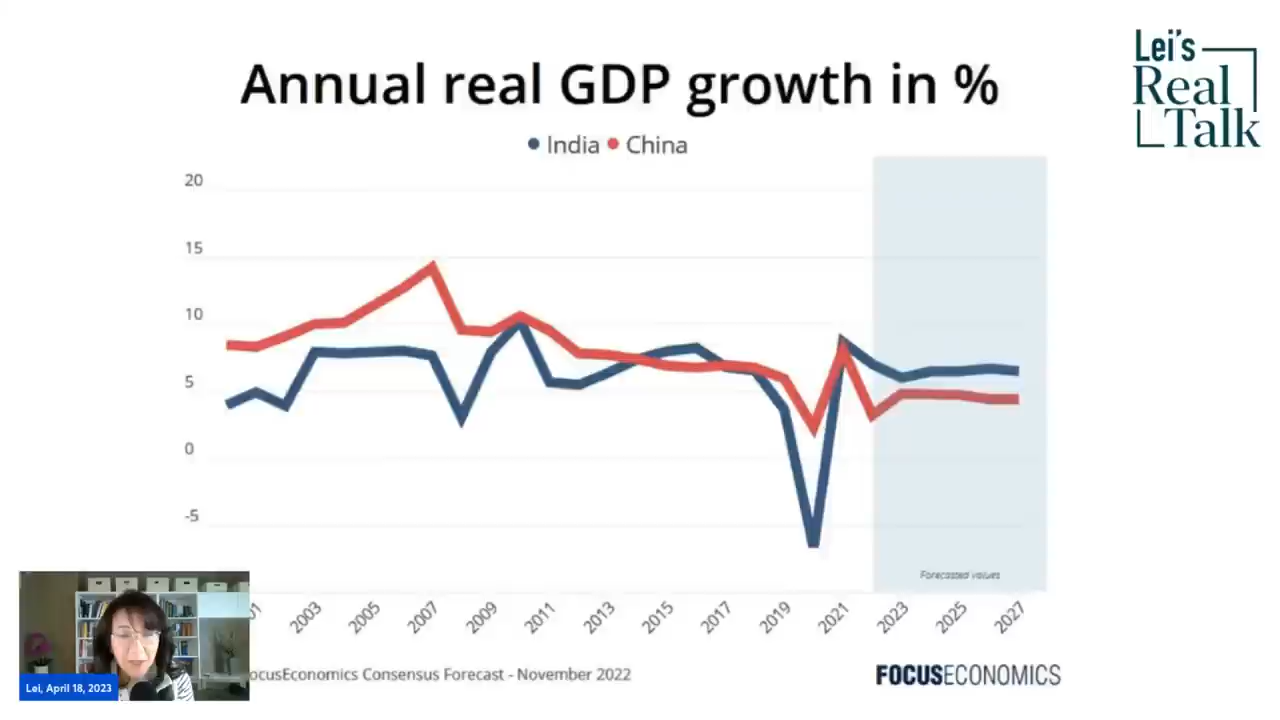 Annual real GDP growth in %
Lei's
Real
Talk
India China
20
15
10
5
0
-5
Forecasted values
2003 2005 2007 2009 2011 2013 2015 2017 2019 2021 2023 2025 2027
Economics Consensus Forecast - November 2022
FOCUSECONOMICS
Lei, April 18, 2023